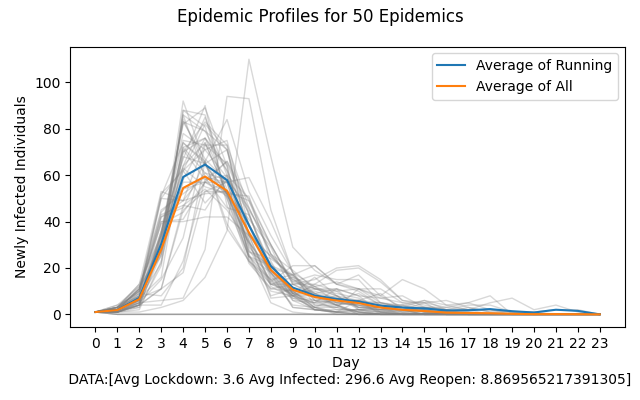 Epidemic Profiles for 50 Epidemics
Average of Running
Average of All
Newly Infected Individuals
100
80
60
40
20
0
0 1 2 3 4 5 6 7 8 9 10 11 12 13 14 15 16 17 18 19 20 21 22 23
Day
DATA:[Avg Lockdown: 3.6 Avg Infected: 296.6 Avg Reopen: 8.869565217391305]